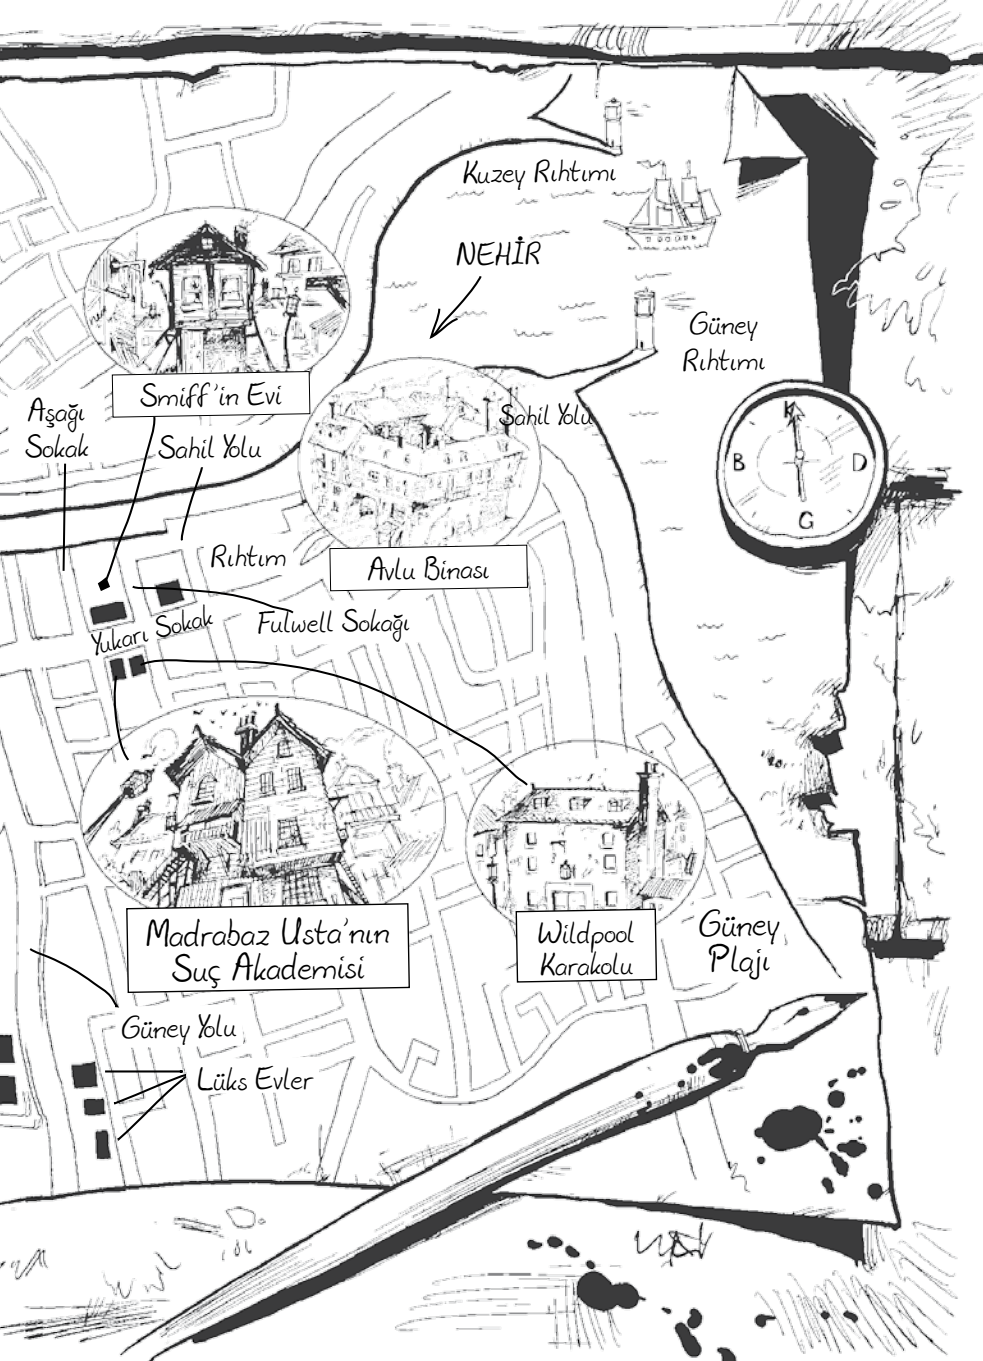 Kuzey Rıhtımı
NEHİR
Güney
Rıhtımı
Smiff'in Evi
Aşağı
Sokak
Sahil Yolu
Sahil Yolu
K
B
D
G
Rıhtım
Avlu Binası
Yukarı Sokak
Fulwell Sokağı
Madrabaz Usta'nın
Suç Akademisi
Wildpool
Karakolu
Güney
Plajı
Güney Yolu
Lüks Evler